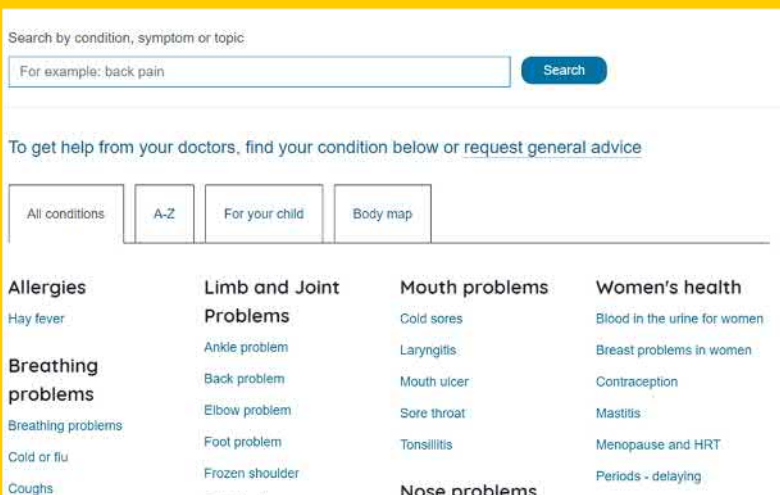 Search by condition, symptom or topic
For example: back pain
Search
To get help from your doctors, find your condition below or request general advice
All conditions
A-Z
For your child
Body map
Allergies
Hay fever
Breathing
problems
Breathing problems
Cold or flu
Coughs
Limb and Joint
Problems
Ankle problem
Back problem
Elbow problem
Foot problem
Frozen shoulder
Mouth problems
Cold sores
Laryngitis
Mouth ulcer
Sore throat
Tonsillitis
Nose problems
Women's health
Blood in the urine for women
Breast problems in women
Contraception
Mastitis
Menopause and HRT
Periods - delaying